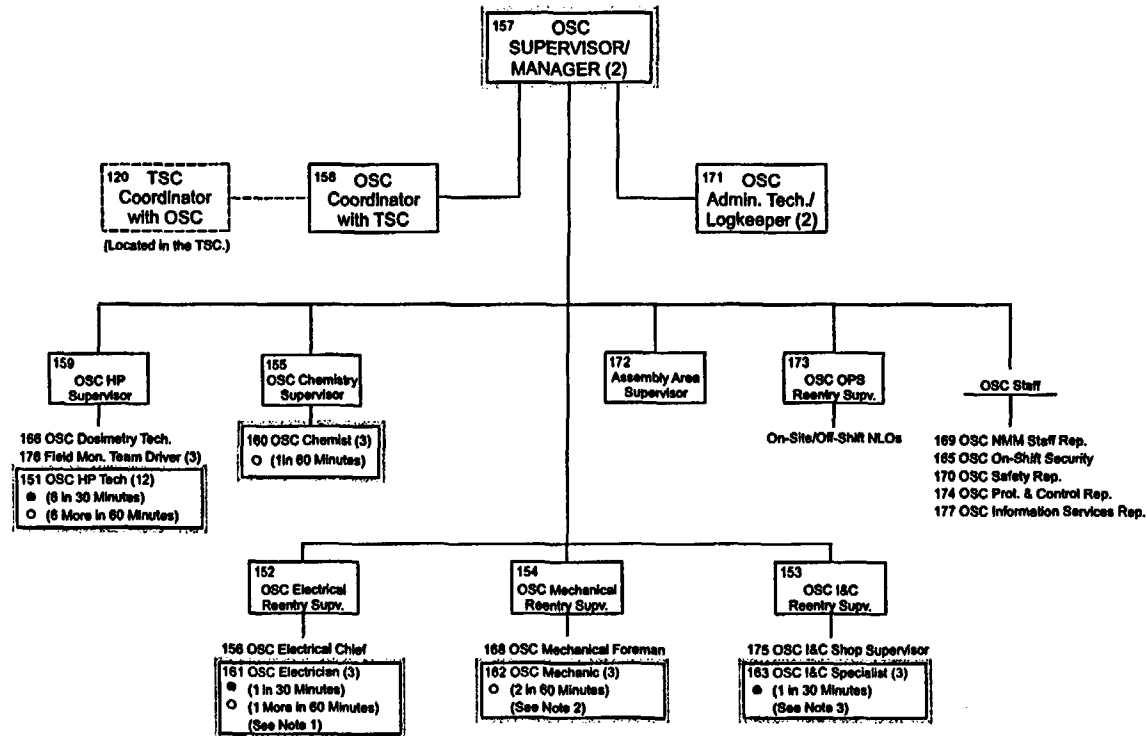 157 OSC
SUPERVISOR/
MANAGER (2)
120 TSC
Coordinator
with OSC
(Located in the TSC.)
158 OSC
Coordinator
with TSC
171 OSC
Admin. Tech./
Logkeeper (2)
159
OSC HP
Supervisor
166 OSC Dosimetry Tech.
176 Field Mon. Team Driver (3)
151 OSC HP Tech (12)
(6 in 30 Minutes)
(6 More in 60 Minutes)
155
OSC Chemistry
Supervisor
160 OSC Chemist (3)
(1 in 60 Minutes)
172
Assembly Area
Supervisor
173
OSC OPS
Reentry Supv.
On-Site/Off-Shift NLOs
OSC Staff
169 OSC NMM Staff Rep.
165 OSC On-Shift Security
170 OSC Safety Rep.
174 OSC Prot. & Control Rep.
177 OSC Information Services Rep.
152
OSC Electrical
Reentry Supv.
156 OSC Electrical Chief
161 OSC Electrician (3)
(1 in 30 Minutes)
(1 More in 60 Minutes)
(See Note 1)
154
OSC Mechanical
Reentry Supv.
168 OSC Mechanical Foreman
162 OSC Mechanic (3)
(2 in 60 Minutes)
(See Note 2)
153
OSC I&C
Reentry Supv.
175 OSC I&C Shop Supervisor
163 OSC I&C Specialist (3)
(1 in 30 Minutes)
(See Note 3)